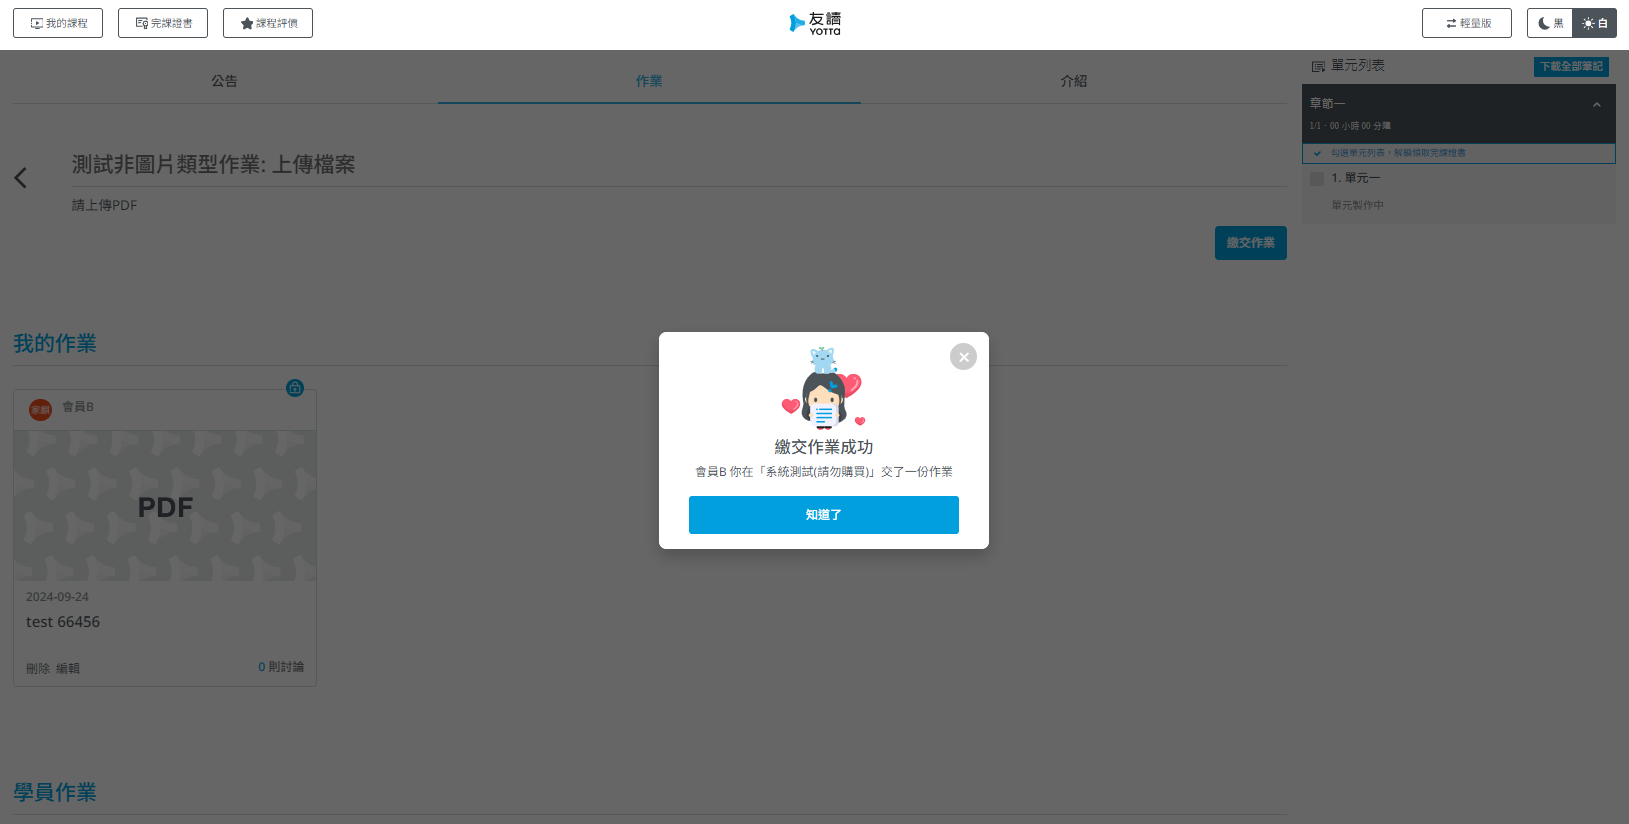 我的課程
完課證書
課程評價
友讀
YOTTA
輕量版
黑
白
公告
作業
介紹
單元列表
下載全部筆記
章節一
1/1・00 小時 00 分鐘
勾選單元列表，解鎖領取完課證書
1. 單元一
單元製作中
測試非圖片類型作業: 上傳檔案
請上傳PDF
繳交作業
我的作業
會員B
PDF
2024-09-24
test 66456
刪除 編輯
0 則討論
繳交作業成功
會員B 你在「系統測試(請勿購買)」交了一份作業
知道了
學員作業